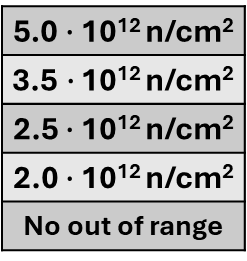 5.0 · 10¹² n/cm²
3.5 · 10¹² n/cm²
2.5 · 10¹² n/cm²
2.0 · 10¹² n/cm²
No out of range